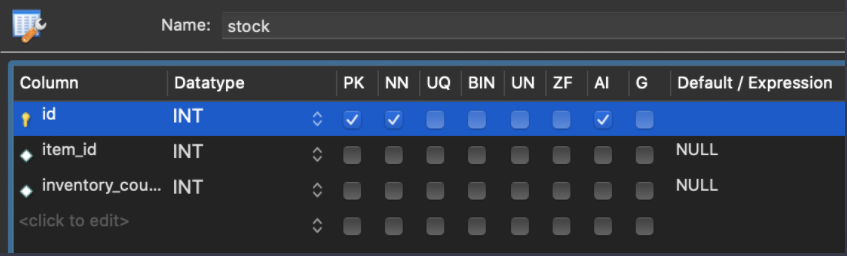 Name: stock
Column Datatype PK NN UQ BIN UN ZF AI G Default / Expression
id INT
item_id INT NULL
inventory_cou... INT NULL
<click to edit>